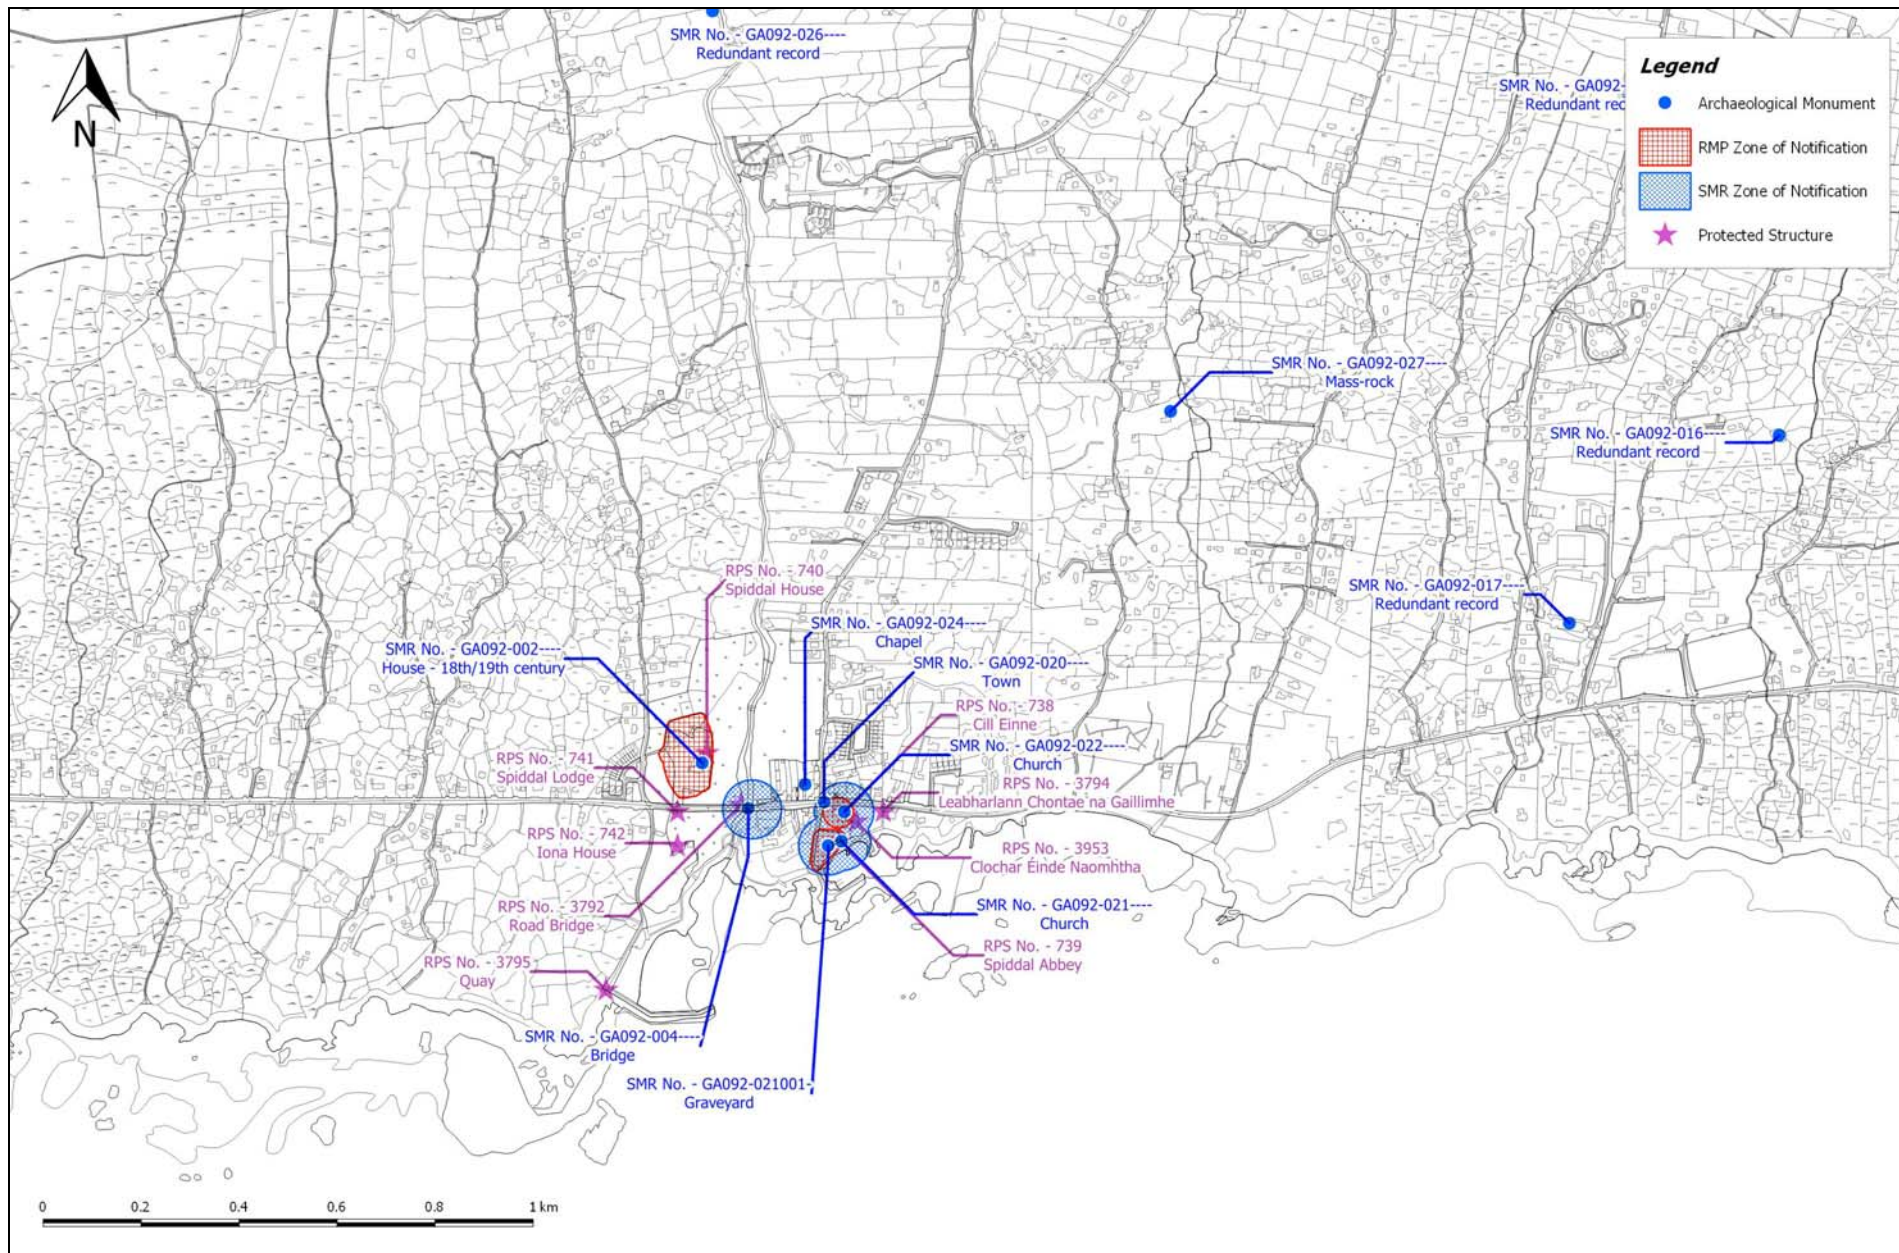 SMR No. - GA092-026----
Redundant record
Legend
SMR No. - GA092-
Redundant rec
Archaeological Monument
N
RMP Zone of Notification
SMR Zone of Notification
Protected Structure
SMR No. - GA092-027----
Mass-rock
SMR No. - GA092-016----
Redundant record
RPS No. - 740
Spiddal House
SMR No. - GA092-017----
Redundant record
SMR No. - GA092-024----
Chapel
SMR No. - GA092-002----
House - 18th/19th century
SMR No. - GA092-020----
Town
RPS No. - 738
Cill Einne
SMR No. - GA092-022----
Church
RPS No. - 741
Spiddal Lodge
RPS No. - 3794
Leabharlann Chontae na Gaillimhe
RPS No. - 742
Iona House
RPS No. - 3953
Clochar Éinde Naomhtha
RPS No. - 3792
Road Bridge
SMR No. - GA092-021----
Church
RPS No. - 739
Spiddal Abbey
RPS No. - 3795
Quay
SMR No. - GA092-004----
Bridge
SMR No. - GA092-021001-
Graveyard
0 0.2 0.4 0.6 0.8 1 km